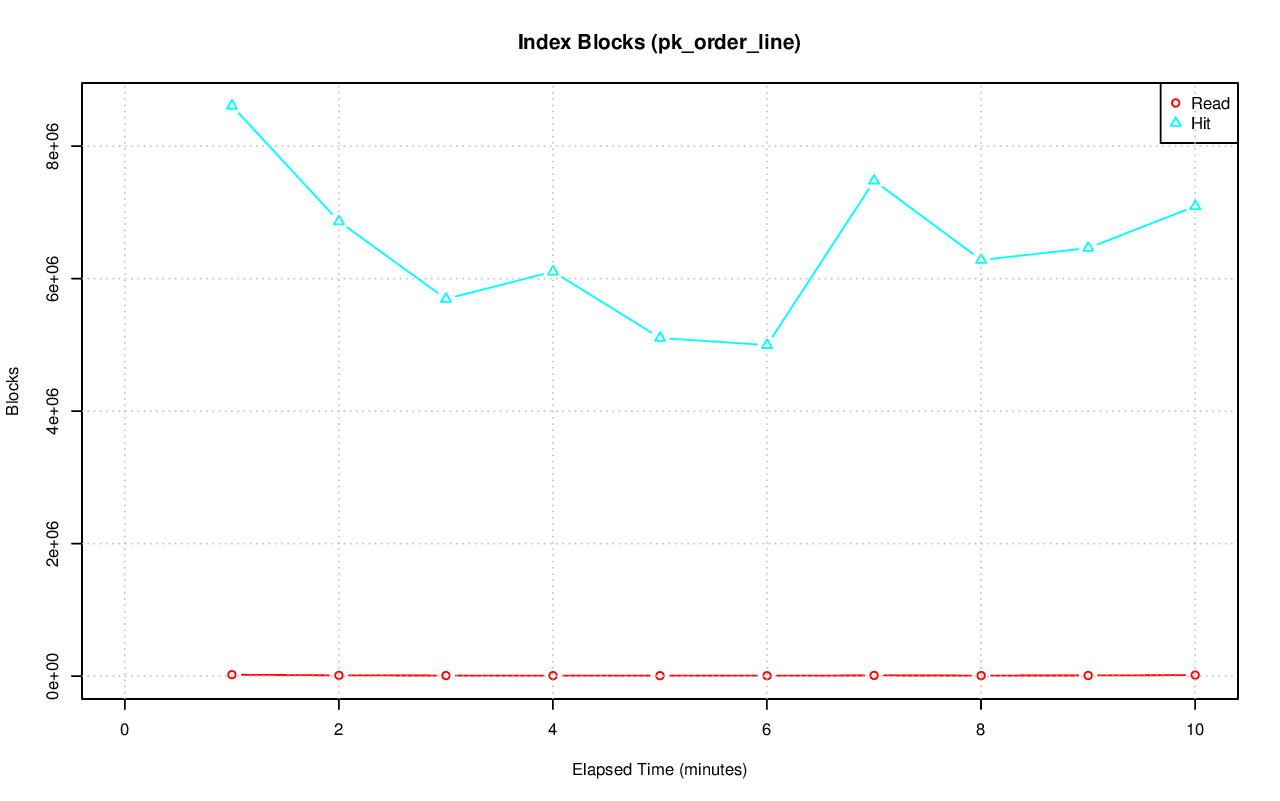 Index Blocks (pk_order_line)
Read
Hit
Blocks
8e+06
6e+06
4e+06
2e+06
0e+00
0 2 4 6 8 10
Elapsed Time (minutes)